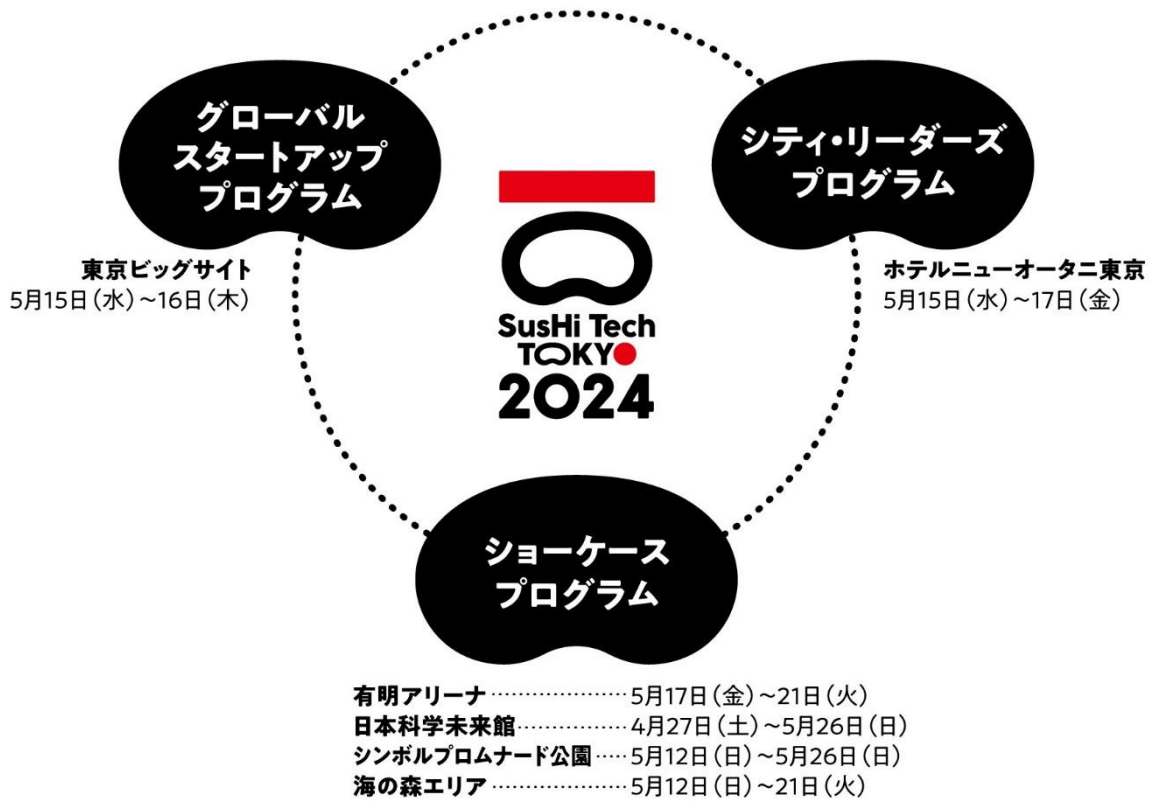 グローバル
スタートアップ
プログラム
東京ビッグサイト
5月15日(水)~16日(木)
シティ・リーダーズ
プログラム
ホテルニューオータニ東京
5月15日(水)~17日(金)
SusHi Tech
TOKYO
2024
ショーケース
プログラム
有明アリーナ ………………… 5月17日(金)~21日(火)
日本科学未来館 ……………… 4月27日(土)~5月26日(日)
シンボルプロムナード公園 …… 5月12日(日)~5月26日(日)
海の森エリア ………………… 5月12日(日)~21日(火)